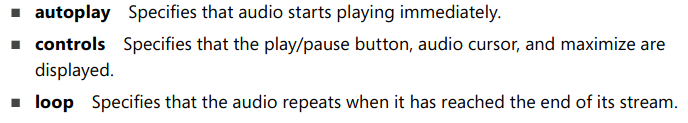 ■ autoplay Specifies that audio starts playing immediately.
■ controls Specifies that the play/pause button, audio cursor, and maximize are
displayed.
■ loop Specifies that the audio repeats when it has reached the end of its stream.